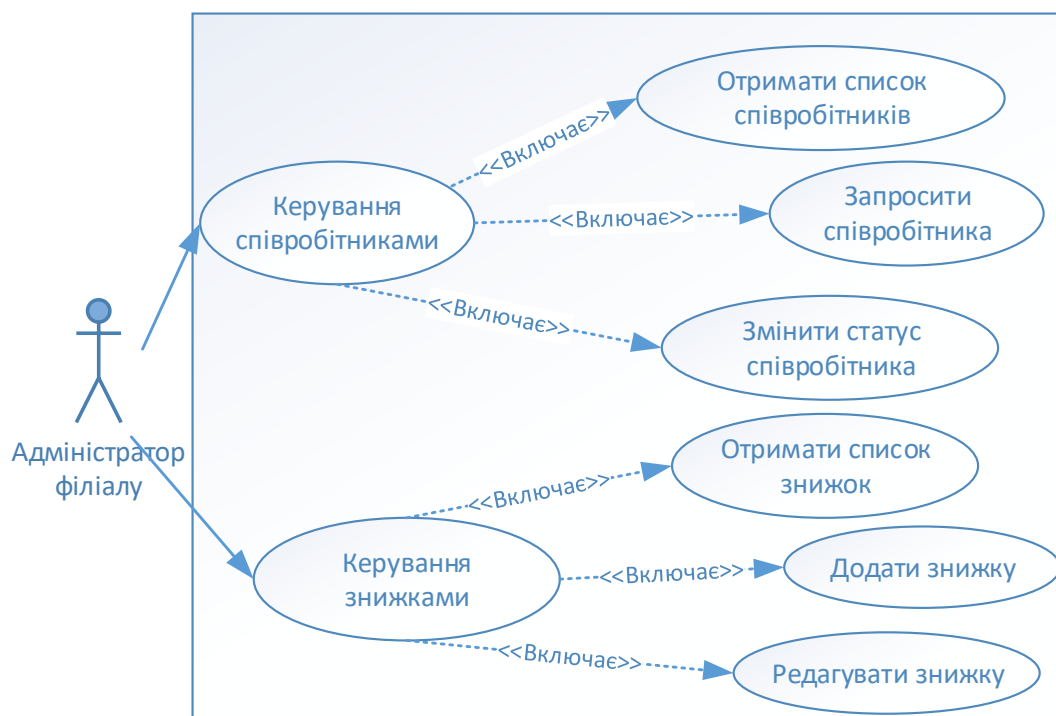 Отримати список
співробітників
<<Включає>>
Керування
співробітниками
<<Включає>>
Запросити
співробітника
<<Включає>>
Змінити статус
співробітника
Адміністратор
філіалу
Отримати список
знижок
<<Включає>>
Керування
знижками
<<Включає>>
Додати знижку
<<Включає>>
Редагувати знижку